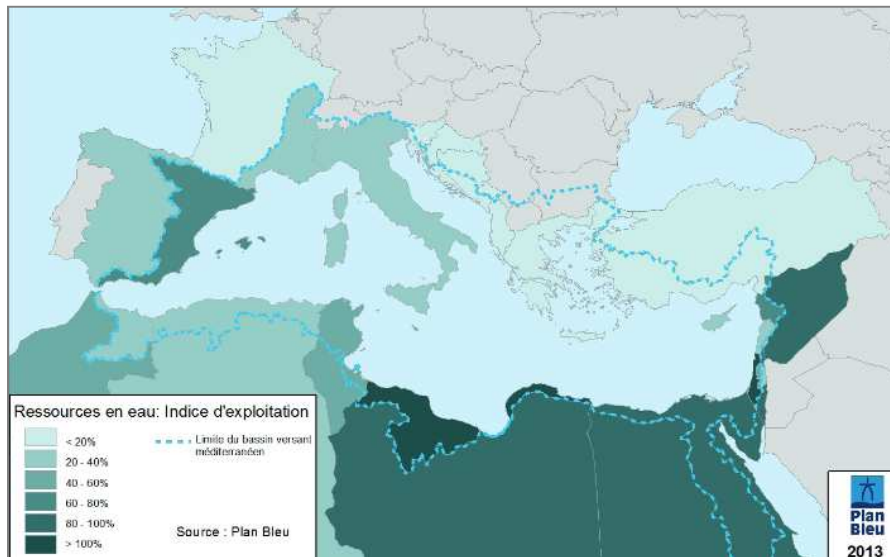 Ressources en eau: Indice d'exploitation
< 20%
20 - 40%
40 - 60%
60 - 80%
80 - 100%
> 100%
Limite du bassin versant
méditerranéen
Source : Plan Bleu
Plan
Bleu
2013